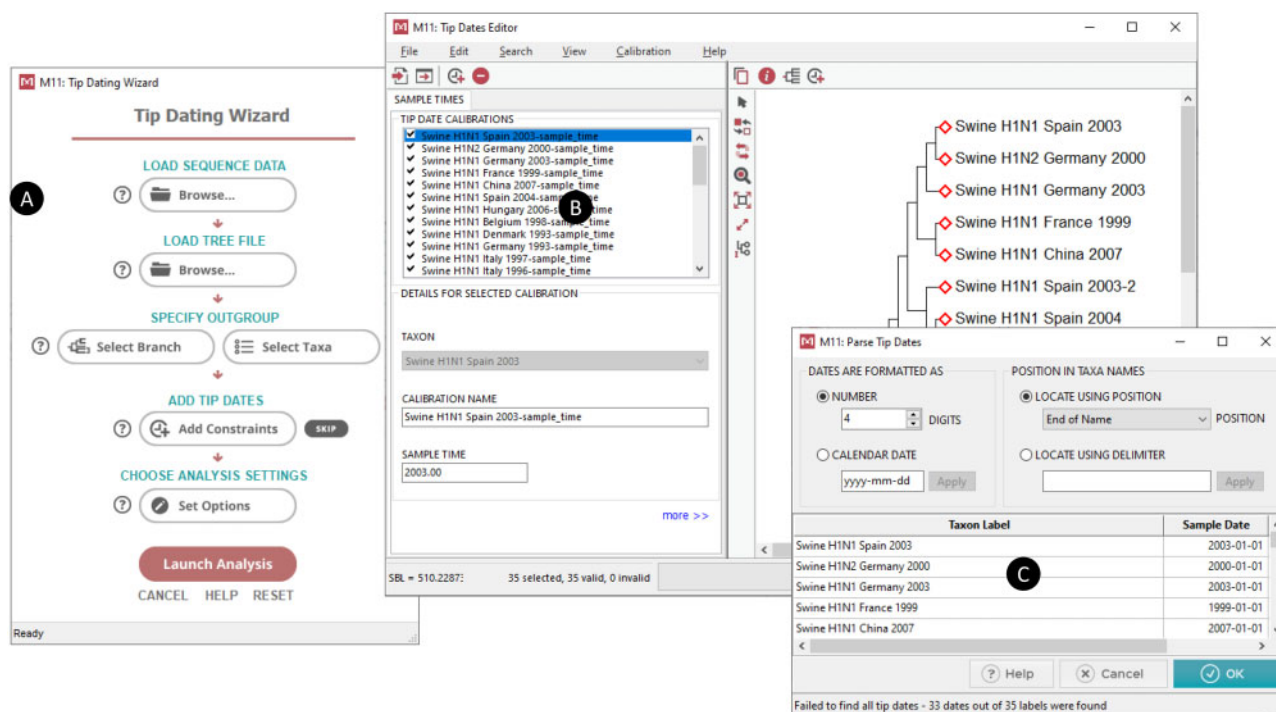 M11: Tip Dating Wizard
Tip Dating Wizard
A
LOAD SEQUENCE DATA
? Browse...
LOAD TREE FILE
? Browse...
SPECIFY OUTGROUP
? Select Branch Select Taxa
ADD TIP DATES
? Add Constraints SKIP
CHOOSE ANALYSIS SETTINGS
? Set Options
Launch Analysis
CANCEL HELP RESET
Ready
M11: Tip Dates Editor
File Edit Search View Calibration Help
SAMPLE TIMES
TIP DATE CALIBRATIONS
Swine H1N1 Spain 2003-sample_time
Swine H1N2 Germany 2000-sample_time
Swine H1N1 Germany 2003-sample_time
Swine H1N1 France 1999-sample_time
Swine H1N1 China 2007-sample_time
Swine H1N1 Spain 2004-sample_time
Swine H1N1 Hungary 2006-sample_time
Swine H1N1 Belgium 1998-sample_time
Swine H1N1 Denmark 1993-sample_time
Swine H1N1 Germany 1993-sample_time
Swine H1N1 Italy 1997-sample_time
Swine H1N1 Italy 1996-sample_time
B
DETAILS FOR SELECTED CALIBRATION
TAXON
Swine H1N1 Spain 2003
CALIBRATION NAME
Swine H1N1 Spain 2003-sample_time
SAMPLE TIME
2003.00
more >>
SBL = 510.2287 35 selected, 35 valid, 0 invalid
Swine H1N1 Spain 2003
Swine H1N2 Germany 2000
Swine H1N1 Germany 2003
Swine H1N1 France 1999
Swine H1N1 China 2007
Swine H1N1 Spain 2003-2
Swine H1N1 Spain 2004
M11: Parse Tip Dates
DATES ARE FORMATTED AS
NUMBER
4 DIGITS
CALENDAR DATE
yyyy-mm-dd Apply
POSITION IN TAXA NAMES
LOCATE USING POSITION
End of Name POSITION
LOCATE USING DELIMITER
Apply
Taxon Label Sample Date
Swine H1N1 Spain 2003 2003-01-01
Swine H1N2 Germany 2000 2000-01-01
Swine H1N1 Germany 2003 2003-01-01
Swine H1N1 France 1999 1999-01-01
Swine H1N1 China 2007 2007-01-01
C
? Help Cancel OK
Failed to find all tip dates - 33 dates out of 35 labels were found